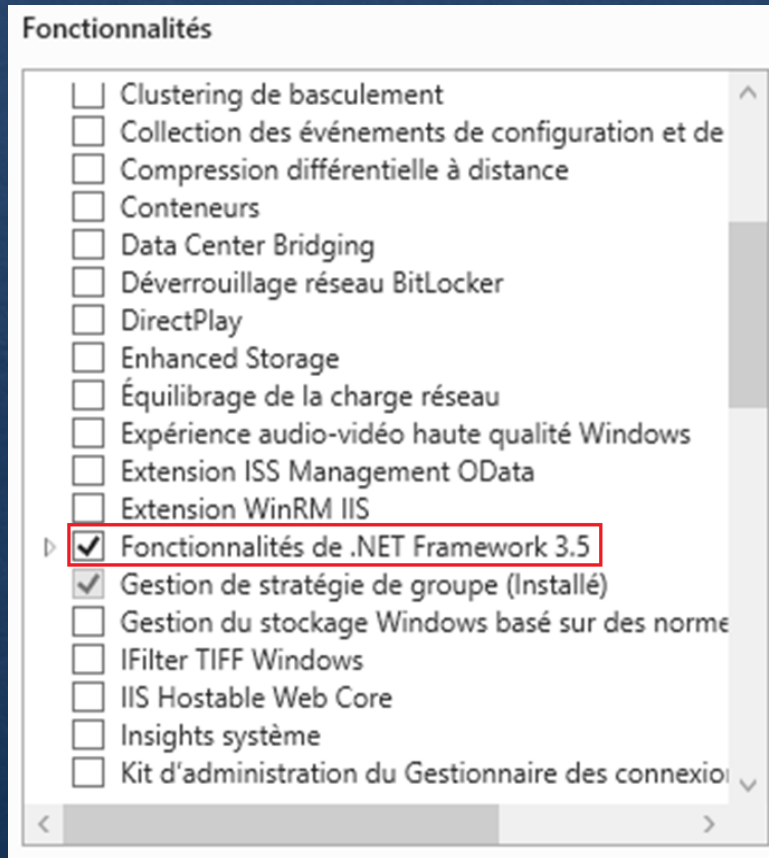 Fonctionnalités
Clustering de basculement
Collection des événements de configuration et de
Compression différentielle à distance
Conteneurs
Data Center Bridging
Déverrouillage réseau BitLocker
DirectPlay
Enhanced Storage
Équilibrage de la charge réseau
Expérience audio-vidéo haute qualité Windows
Extension ISS Management OData
Extension WinRM IIS
Fonctionnalités de .NET Framework 3.5
Gestion de stratégie de groupe (Installé)
Gestion du stockage Windows basé sur des norme
IFilter TIFF Windows
IIS Hostable Web Core
Insights système
Kit d'administration du Gestionnaire des connexio